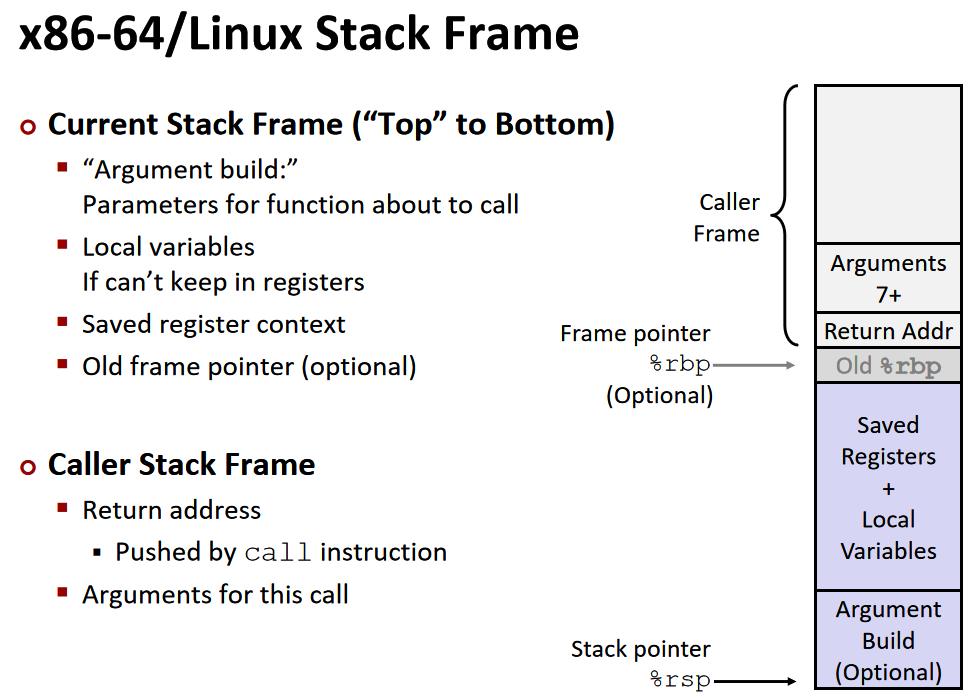 x86-64/Linux Stack Frame
Current Stack Frame (“Top” to Bottom)
“Argument build:”
Parameters for function about to call
Local variables
If can’t keep in registers
Saved register context
Old frame pointer (optional)
Caller Stack Frame
Return address
Pushed by call instruction
Arguments for this call
Caller
Frame
Frame pointer
%rbp
(Optional)
Stack pointer
%rsp
Arguments
7+
Return Addr
Old %rbp
Saved
Registers
+
Local
Variables
Argument
Build
(Optional)